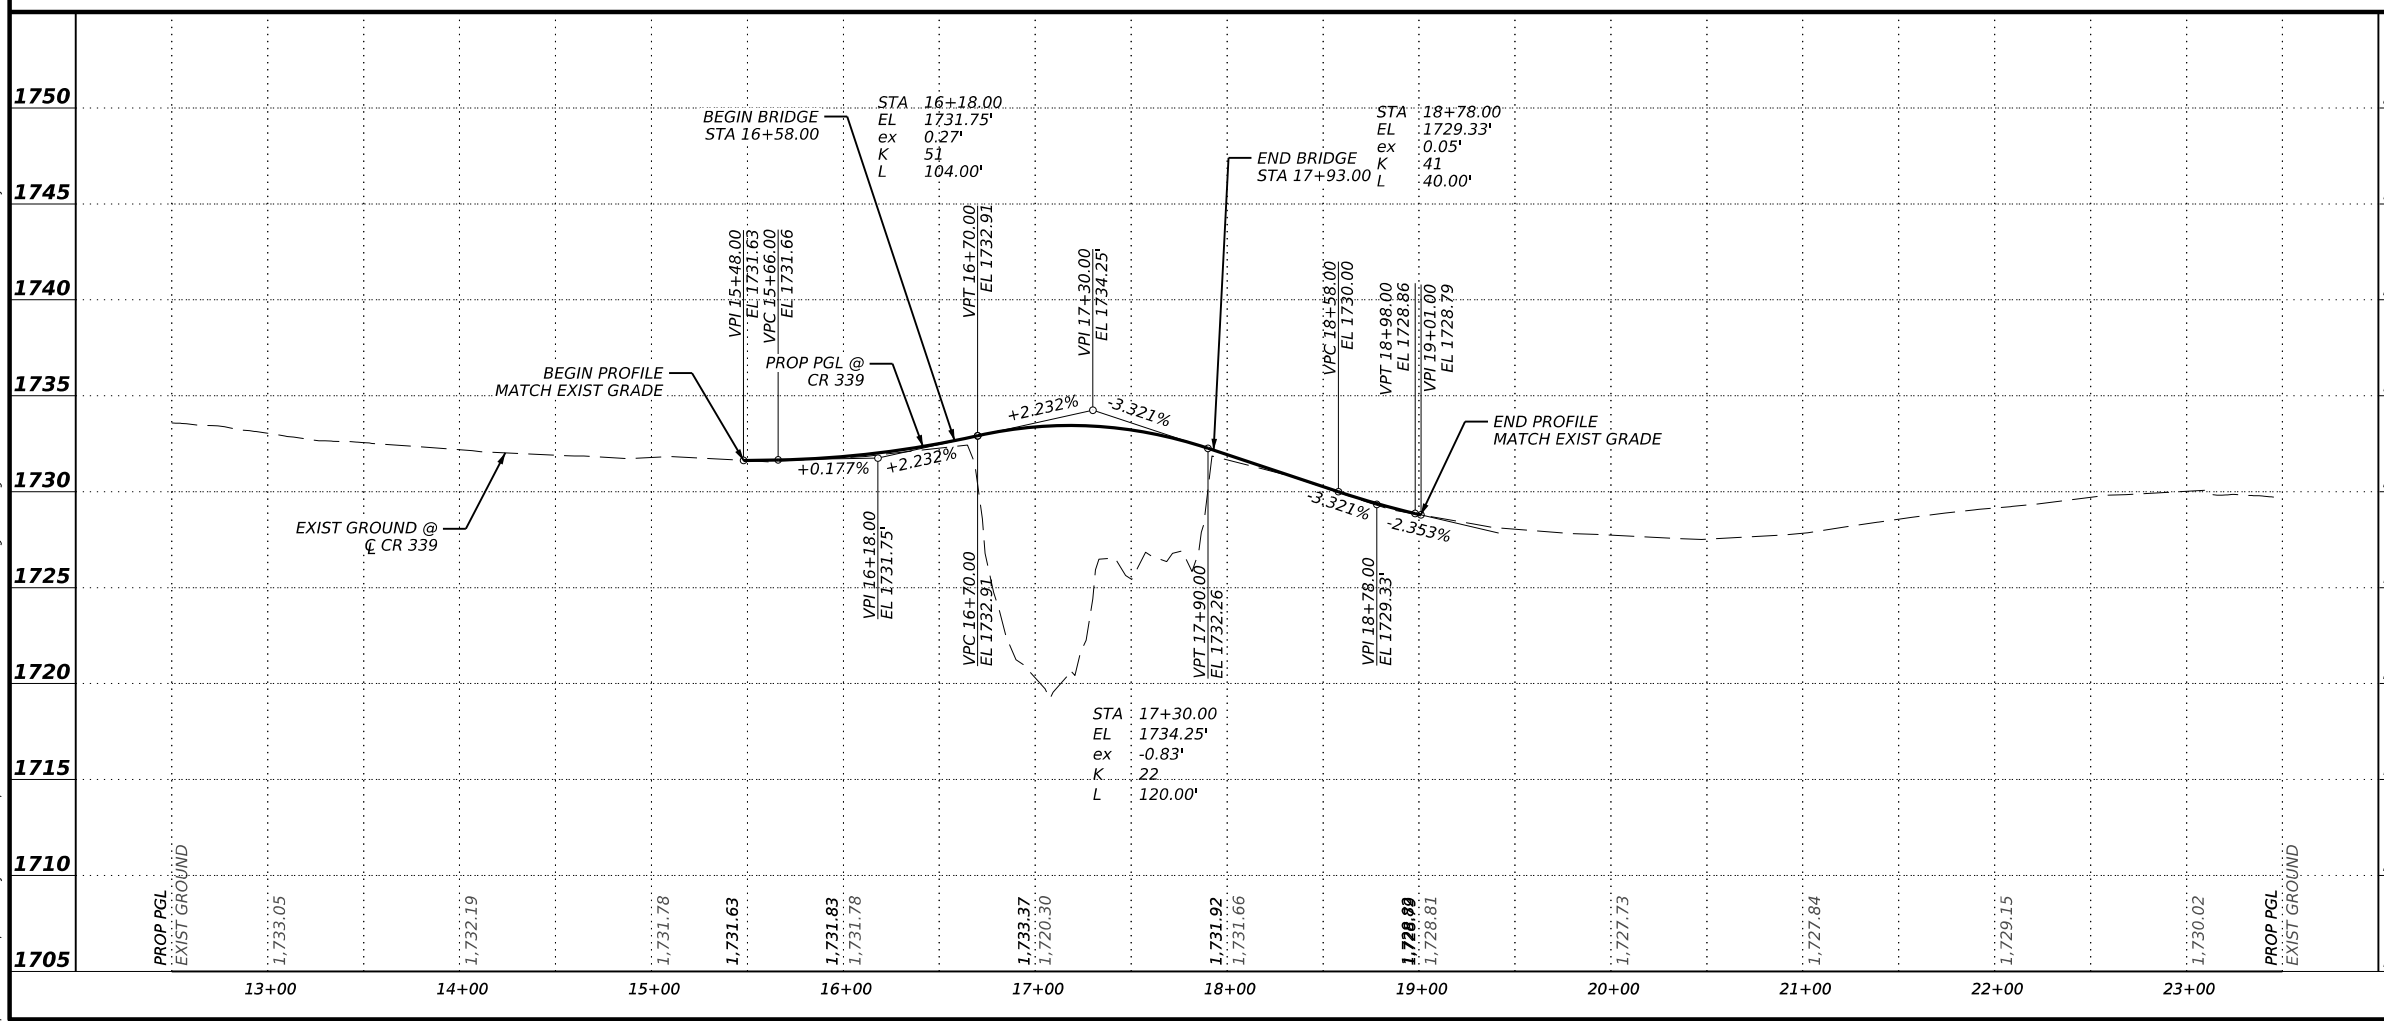 1750
1745
1740
1735
1730
1725
1720
1715
1710
1705
BEGIN BRIDGE
STA 16+58.00
STA 16+18.00
EL 1731.75'
ex 0.27'
K 51
L 104.00'
END BRIDGE
STA 17+93.00
STA 18+78.00
EL 1729.33'
ex 0.05'
K 41
L 40.00'
VPI 15+48.00
EL 1731.63
VPC 15+66.00
EL 1731.66
VPT 16+70.00
EL 1732.91
VPI 17+30.00
EL 1734.25'
VPC 18+58.00
EL 1730.00
VPT 18+98.00
EL 1728.86
VPI 19+01.00
EL 1728.79
BEGIN PROFILE
MATCH EXIST GRADE
PROP PGL @
CR 339
END PROFILE
MATCH EXIST GRADE
+0.177%
+2.232%
+2.232%
-3.321%
-3.321%
-2.353%
EXIST GROUND @
℄ CR 339
VPI 16+18.00
EL 1731.75'
VPC 16+70.00
EL 1732.91
VPT 17+90.00
EL 1732.26
VPI 18+78.00
EL 1729.33'
STA 17+30.00
EL 1734.25'
ex -0.83'
K 22
L 120.00'
PROP PGL
EXIST GROUND
1,733.05
1,732.19
1,731.78
1,731.63
1,731.83
1,731.78
1,733.37
1,720.30
1,731.92
1,731.66
1,728.81
1,727.73
1,727.84
1,729.15
1,730.02
PROP PGL
EXIST GROUND
13+00
14+00
15+00
16+00
17+00
18+00
19+00
20+00
21+00
22+00
23+00